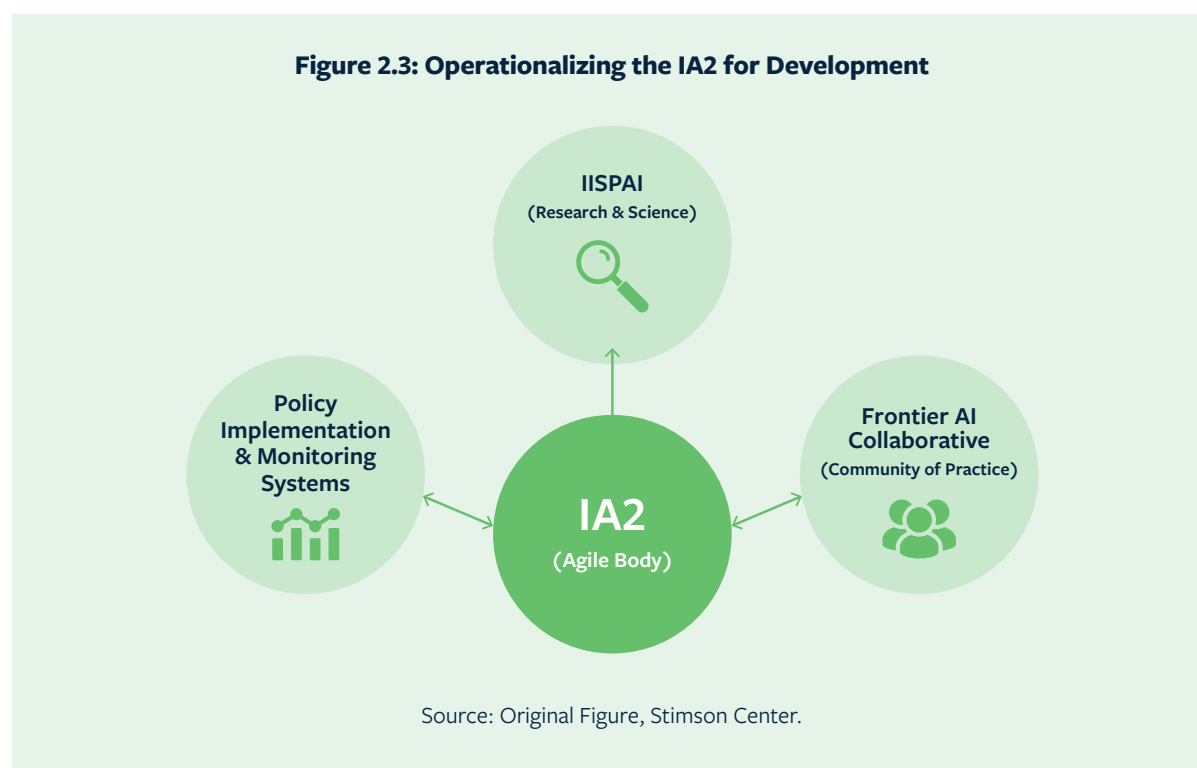 Figure 2.3: Operationalizing the IA2 for Development
IISPAI
(Research & Science)
Policy
Implementation
& Monitoring
Systems
Frontier AI
Collaborative
(Community of Practice)
IA2
(Agile Body)
Source: Original Figure, Stimson Center.